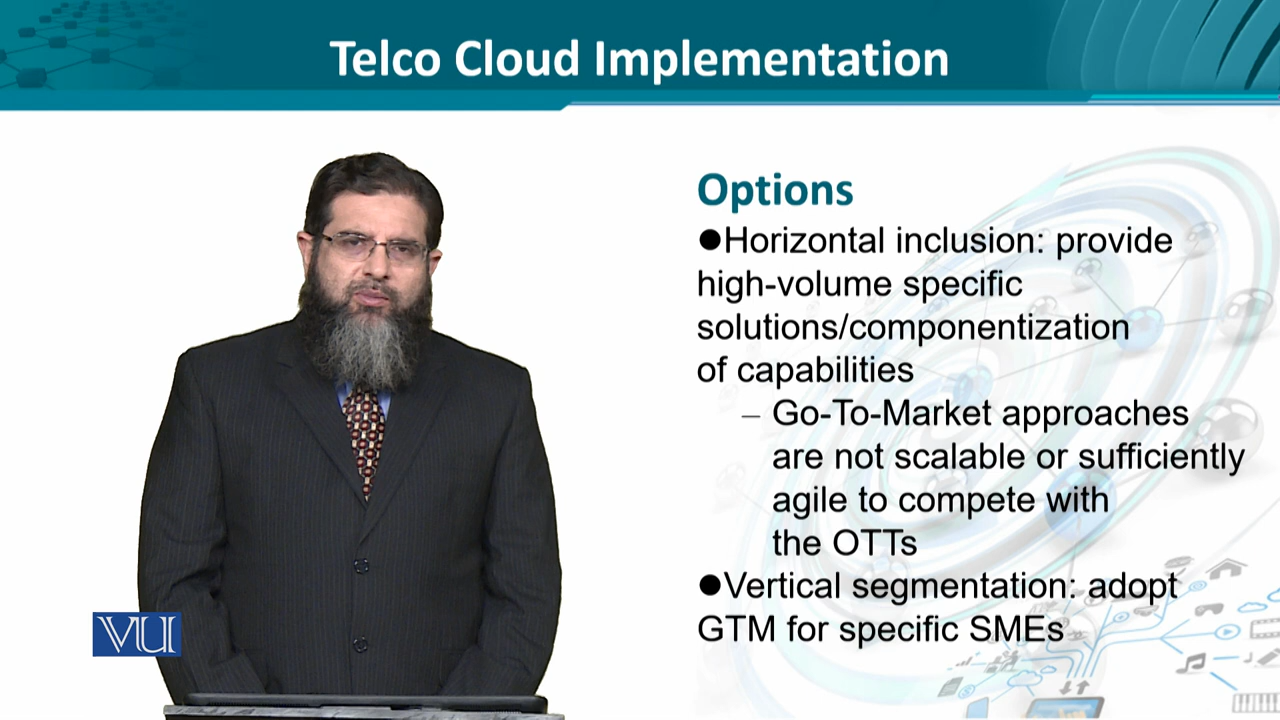 Telco Cloud Implementation
Options
●Horizontal inclusion: provide
high-volume specific
solutions/componentization
of capabilities
– Go-To-Market approaches
are not scalable or sufficiently
agile to compete with
the OTTs
●Vertical segmentation: adopt
GTM for specific SMEs
VU